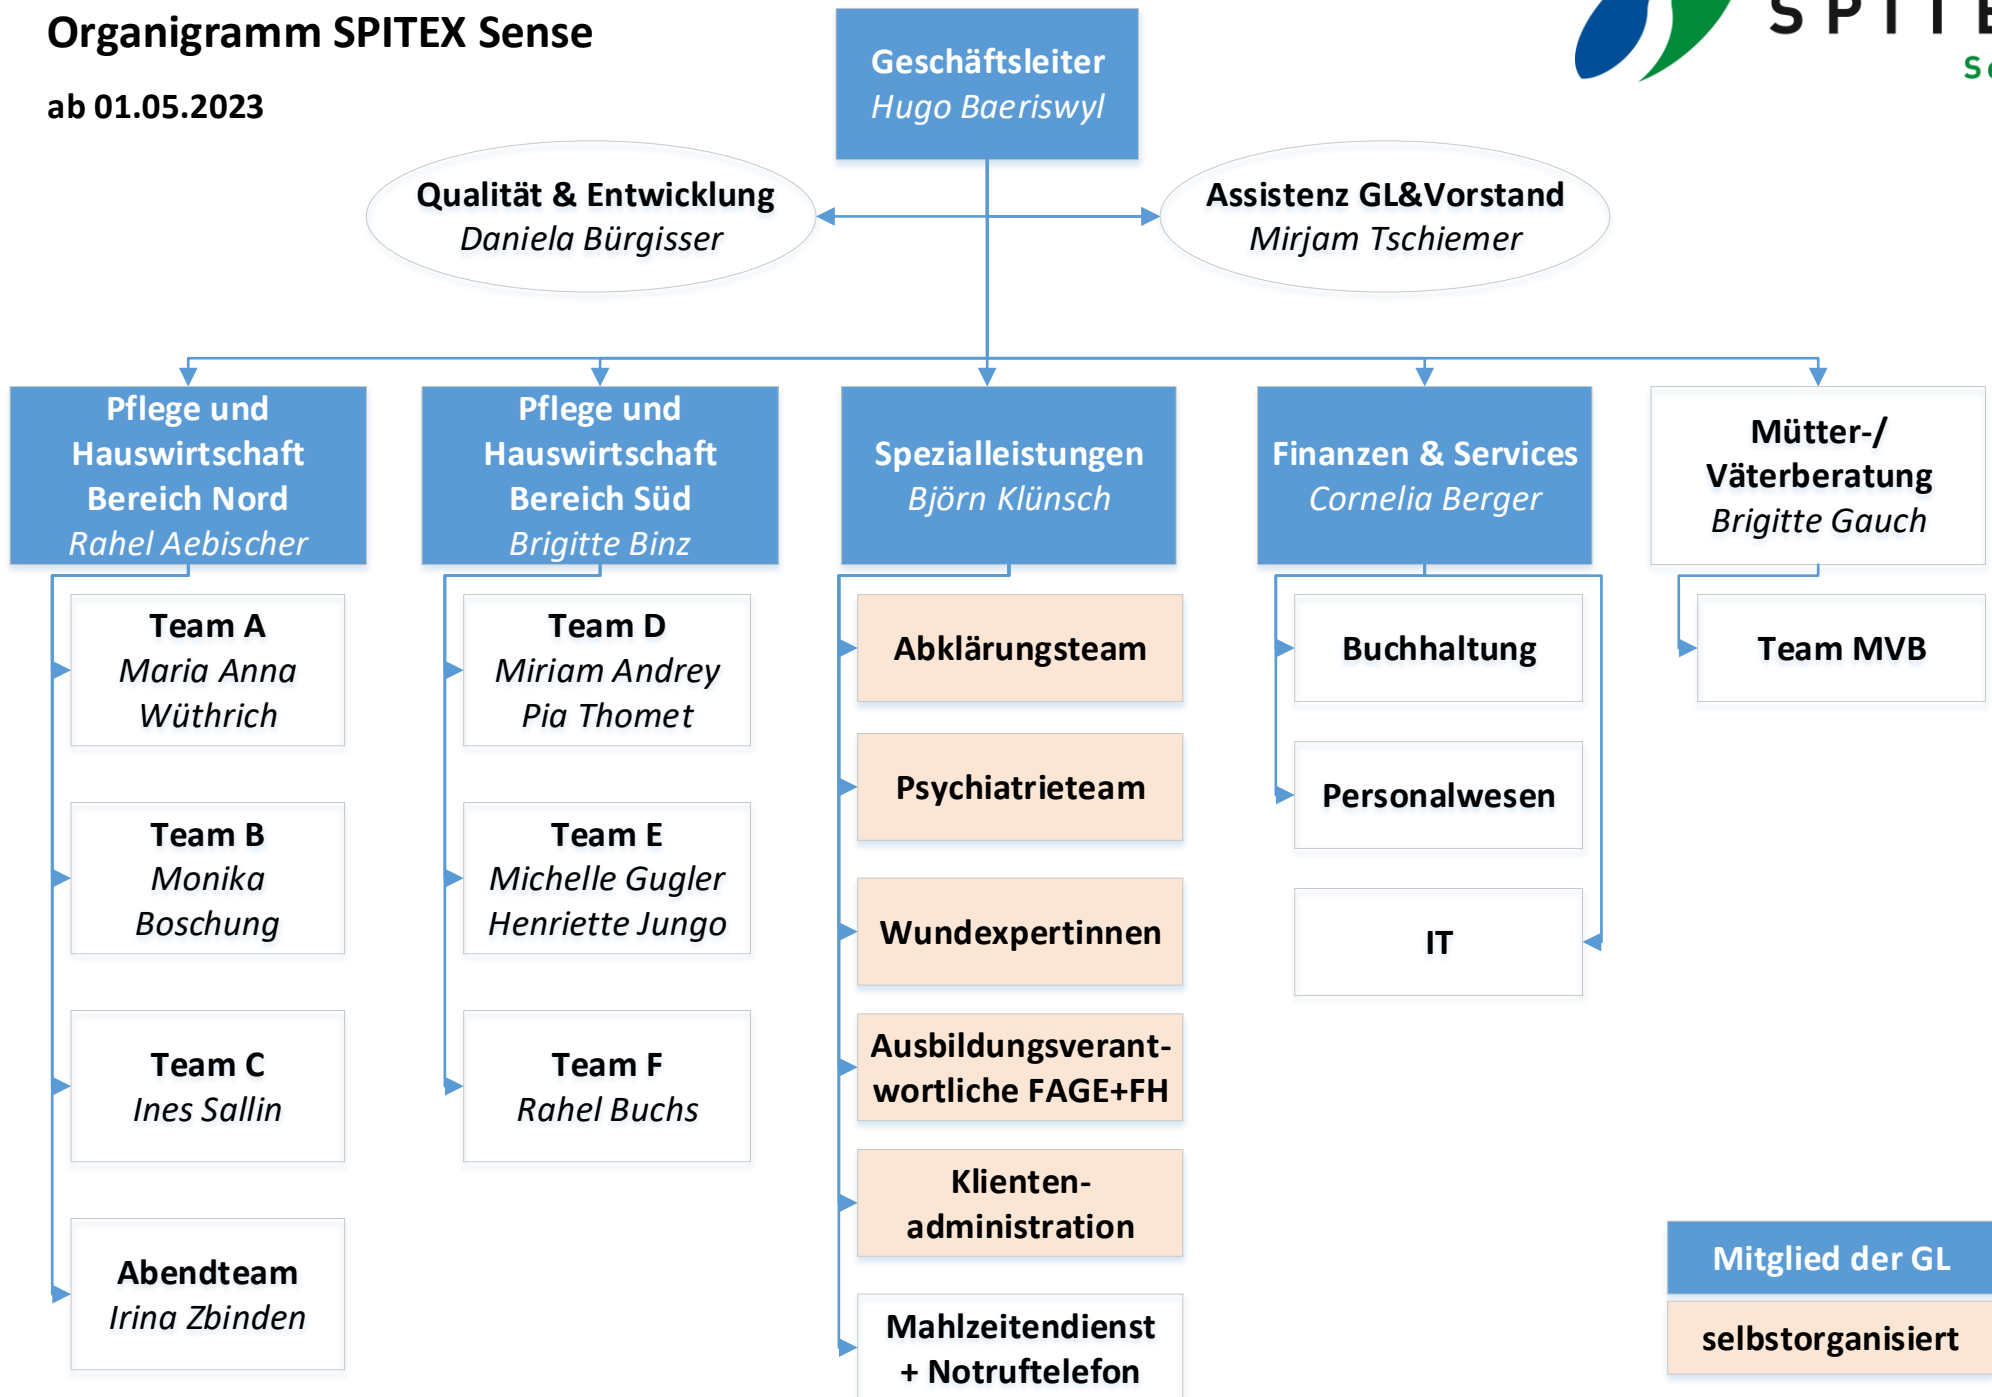 Organigramm SPITEX Sense
ab 01.05.2023
Geschäftsleiter
Hugo Baeriswyl
Qualität & Entwicklung
Daniela Bürgisser
Assistenz GL&Vorstand
Mirjam Tschiemer
Pflege und
Hauswirtschaft
Bereich Nord
Rahel Aebischer
Pflege und
Hauswirtschaft
Bereich Süd
Brigitte Binz
Spezialleistungen
Björn Klünsch
Finanzen & Services
Cornelia Berger
Mütter-/
Väterberatung
Brigitte Gauch
Team A
Maria Anna
Wüthrich
Team B
Monika
Boschung
Team C
Ines Sallin
Abendteam
Irina Zbinden
Team D
Miriam Andrey
Pia Thomet
Team E
Michelle Gugler
Henriette Jungo
Team F
Rahel Buchs
Abklärungsteam
Psychiatrieteam
Wundexpertinnen
Ausbildungsverant-
wortliche FAGE+FH
Klienten-
administration
Mahlzeitendienst
+ Notruftelefon
Buchhaltung
Personalwesen
IT
Team MVB
Mitglied der GL
selbstorganisiert